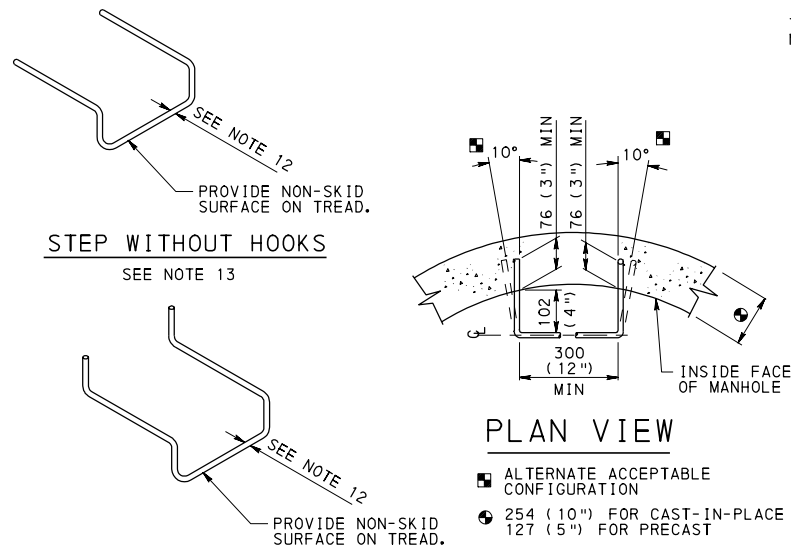 SEE NOTE 12
PROVIDE NON-SKID
SURFACE ON TREAD.
STEP WITHOUT HOOKS
SEE NOTE 13
SEE NOTE 12
PROVIDE NON-SKID
SURFACE ON TREAD.
10°
76 (3") MIN
76 (3") MIN
10°
102
(4")
CL
300
(12")
MIN
INSIDE FACE
OF MANHOLE
PLAN VIEW
ALTERNATE ACCEPTABLE
CONFIGURATION
254 (10") FOR CAST-IN-PLACE
127 (5") FOR PRECAST